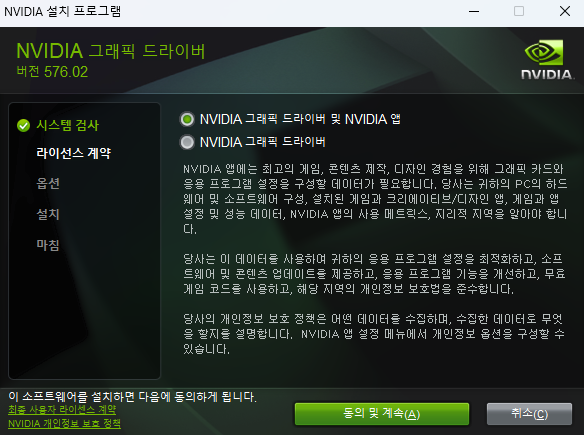 NVIDIA 설치 프로그램
NVIDIA 그래픽 드라이버
버전 576.02
NVIDIA.
시스템 검사
라이선스 계약
옵션
설치
마침
NVIDIA 그래픽 드라이버 및 NVIDIA 앱
NVIDIA 그래픽 드라이버
NVIDIA 앱에는 최고의 게임, 콘텐츠 제작, 디자인 경험을 위해 그래픽 카드와
응용 프로그램 설정을 구성할 데이터가 필요합니다. 당사는 귀하의 PC의 하드
웨어 및 소프트웨어 구성, 설치된 게임과 크리에이티브/디자인 앱, 게임과 앱
설정 및 성능 데이터, NVIDIA 앱의 사용 메트릭스, 지리적 지역을 알아야 합니
다.
당사는 이 데이터를 사용하여 귀하의 응용 프로그램 설정을 최적화하고, 소프
트웨어 및 콘텐츠 업데이트를 제공하고, 응용 프로그램 기능을 개선하고, 무료
게임 코드를 사용하고, 해당 지역의 개인정보 보호법을 준수합니다.
당사의 개인정보 보호 정책은 어떤 데이터를 수집하며, 수집한 데이터로 무엇
을 할지를 설명합니다. NVIDIA 앱 설정 메뉴에서 개인정보 옵션을 구성할 수
있습니다.
이 소프트웨어를 설치하면 다음에 동의하게 됩니다.
최종 사용자 라이센스 계약
NVIDIA 개인정보 보호 정책
동의 및 계속(A)
취소(C)